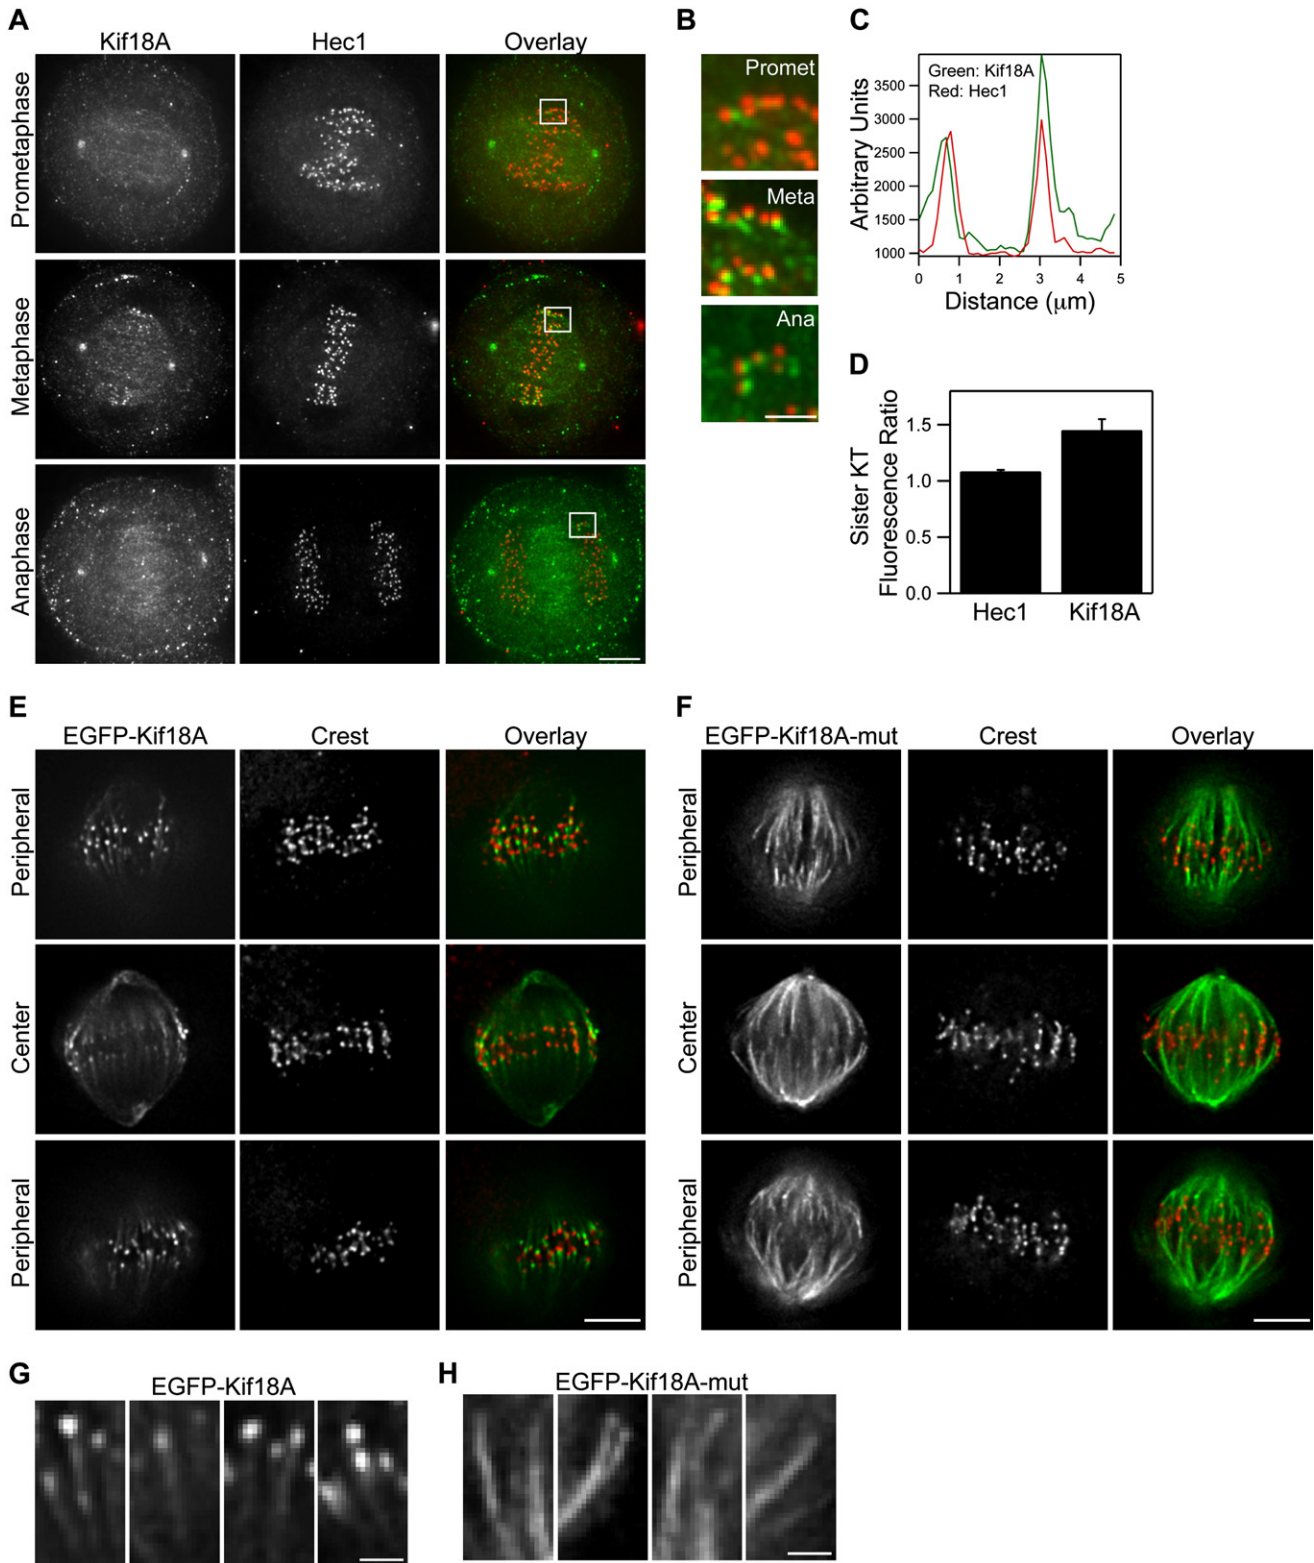 A
Kif18A
Hec1
Overlay
Prometaphase
Metaphase
Anaphase
B
Promet
Meta
Ana
C
Green: Kif18A
Red: Hec1
Arbitrary Units
3500
3000
2500
2000
1500
1000
0 1 2 3 4 5
Distance (μm)
D
Sister KT
Fluorescence Ratio
1.5
1.0
0.5
0.0
Hec1 Kif18A
E
EGFP-Kif18A
Crest
Overlay
Peripheral
Center
Peripheral
F
EGFP-Kif18A-mut
Crest
Overlay
Peripheral
Center
Peripheral
G
EGFP-Kif18A
H
EGFP-Kif18A-mut